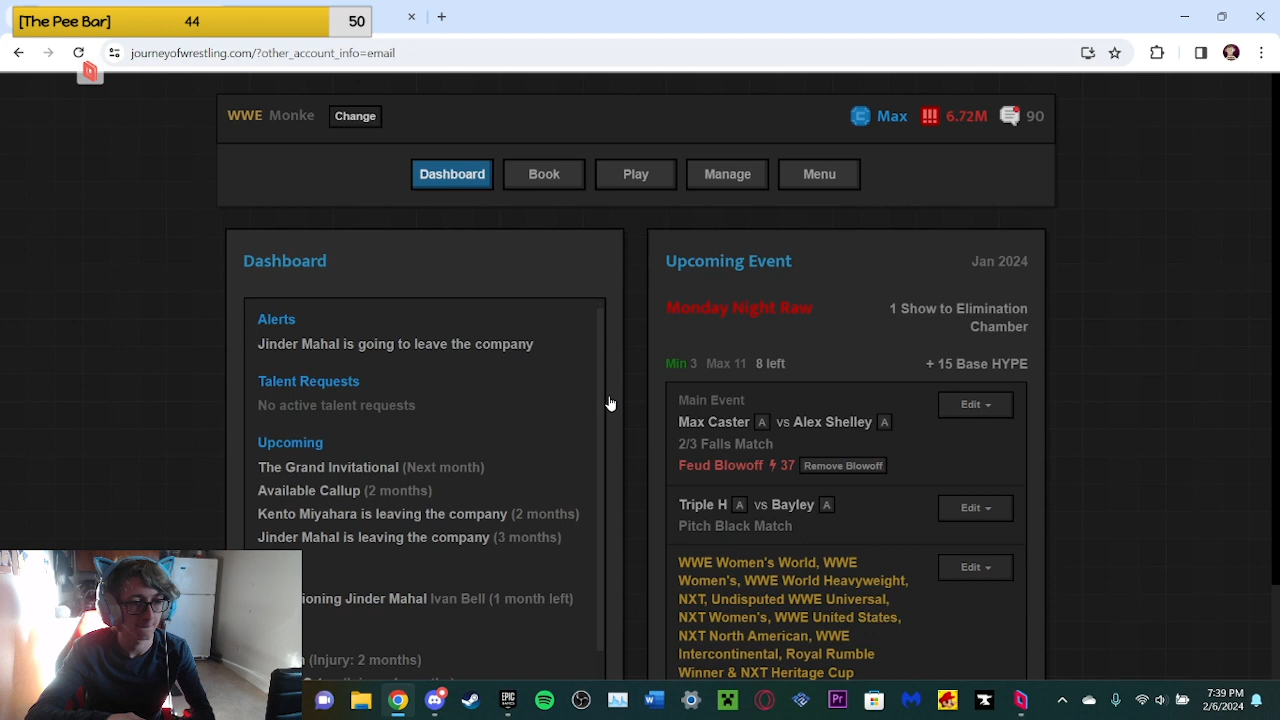 [The Pee Bar] 44 50
journeyofwrestling.com/?other_account_info=email
WWE Monke Change
Max 6.72M 90
Dashboard Book Play Manage Menu
Dashboard
Alerts
Jinder Mahal is going to leave the company
Talent Requests
No active talent requests
Upcoming
The Grand Invitational (Next month)
Available Callup (2 months)
Kento Miyahara is leaving the company (2 months)
Jinder Mahal is leaving the company (3 months)
ioning Jinder Mahal Ivan Bell (1 month left)
(Injury: 2 months)
Upcoming Event Jan 2024
Monday Night Raw
1 Show to Elimination
Chamber
Min 3 Max 11 8 left + 15 Base HYPE
Main Event
Edit
Max Caster A vs Alex Shelley A
2/3 Falls Match
Feud Blowoff 37 Remove Blowoff
Triple H A vs Bayley A
Edit
Pitch Black Match
WWE Women's World, WWE
Edit
Women's, WWE World Heavyweight,
NXT, Undisputed WWE Universal,
NXT Women's, WWE United States,
NXT North American, WWE
Intercontinental, Royal Rumble
Winner & NXT Heritage Cup
EPIC
GAMES
W
Pr
7:39 PM
2/6/2024